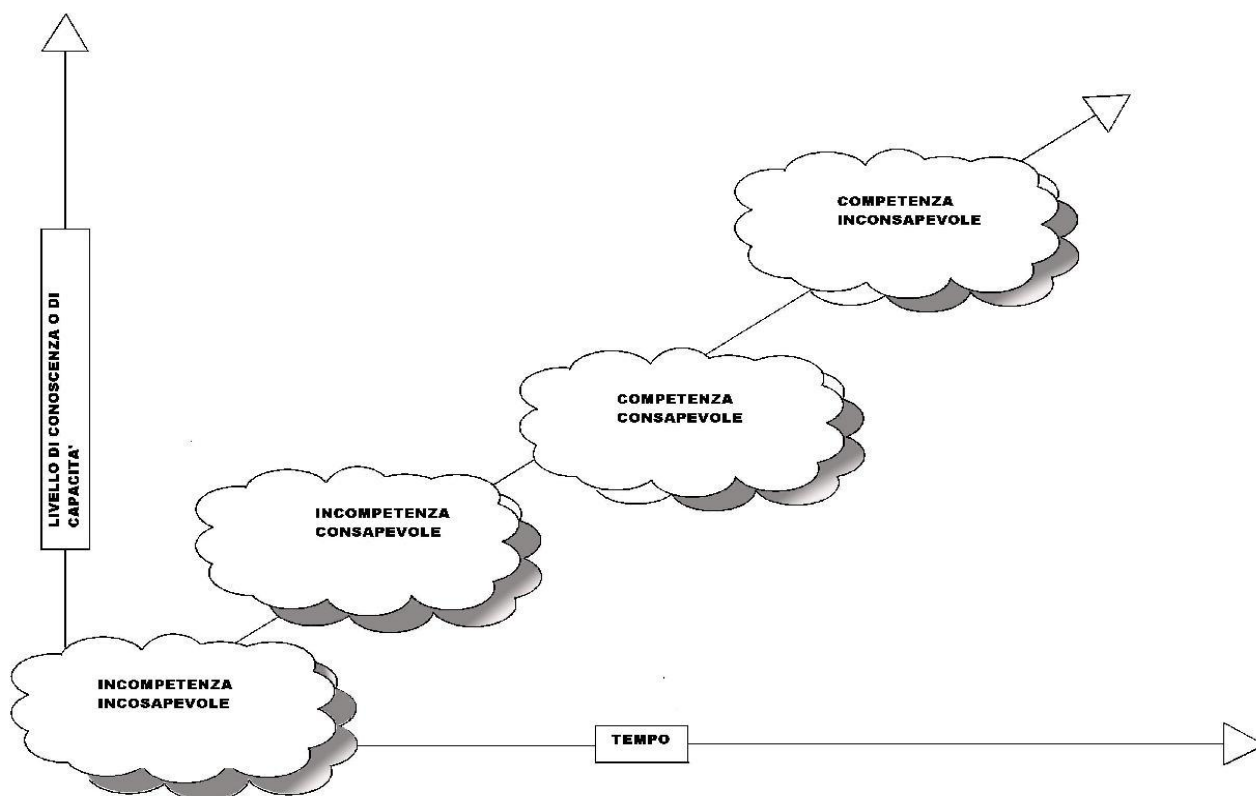 COMPETENZA
INCONSAPEVOLE
LIVELLO DI CONOSCENZA O DI
CAPACITA'
COMPETENZA
CONSAPEVOLE
INCOMPETENZA
CONSAPEVOLE
INCOMPETENZA
INCOSAPEVOLE
TEMPO